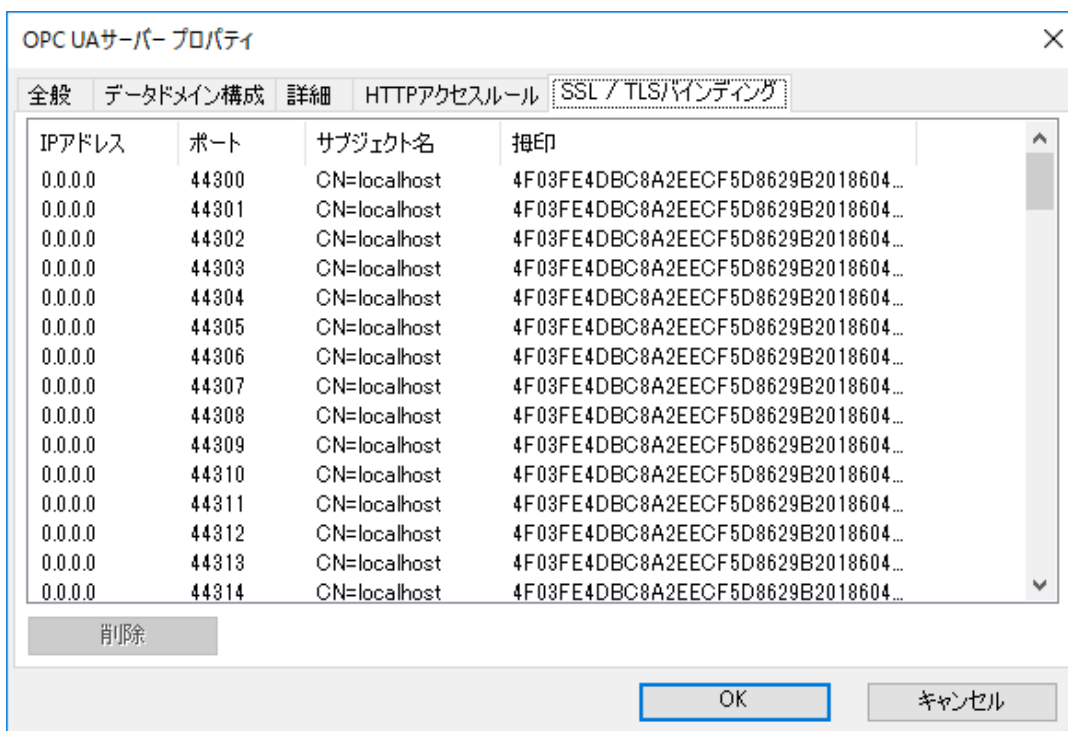 OPC UAサーバー プロパティ
全般 データドメイン構成 詳細 HTTPアクセスルール SSL / TLSバインディング
IPアドレス ポート サブジェクト名 拇印
0.0.0.0 44300 CN=localhost 4F03FE4DBC8A2EECF5D8629B2018604...
0.0.0.0 44301 CN=localhost 4F03FE4DBC8A2EECF5D8629B2018604...
0.0.0.0 44302 CN=localhost 4F03FE4DBC8A2EECF5D8629B2018604...
0.0.0.0 44303 CN=localhost 4F03FE4DBC8A2EECF5D8629B2018604...
0.0.0.0 44304 CN=localhost 4F03FE4DBC8A2EECF5D8629B2018604...
0.0.0.0 44305 CN=localhost 4F03FE4DBC8A2EECF5D8629B2018604...
0.0.0.0 44306 CN=localhost 4F03FE4DBC8A2EECF5D8629B2018604...
0.0.0.0 44307 CN=localhost 4F03FE4DBC8A2EECF5D8629B2018604...
0.0.0.0 44308 CN=localhost 4F03FE4DBC8A2EECF5D8629B2018604...
0.0.0.0 44309 CN=localhost 4F03FE4DBC8A2EECF5D8629B2018604...
0.0.0.0 44310 CN=localhost 4F03FE4DBC8A2EECF5D8629B2018604...
0.0.0.0 44311 CN=localhost 4F03FE4DBC8A2EECF5D8629B2018604...
0.0.0.0 44312 CN=localhost 4F03FE4DBC8A2EECF5D8629B2018604...
0.0.0.0 44313 CN=localhost 4F03FE4DBC8A2EECF5D8629B2018604...
0.0.0.0 44314 CN=localhost 4F03FE4DBC8A2EECF5D8629B2018604...
削除
OK キャンセル